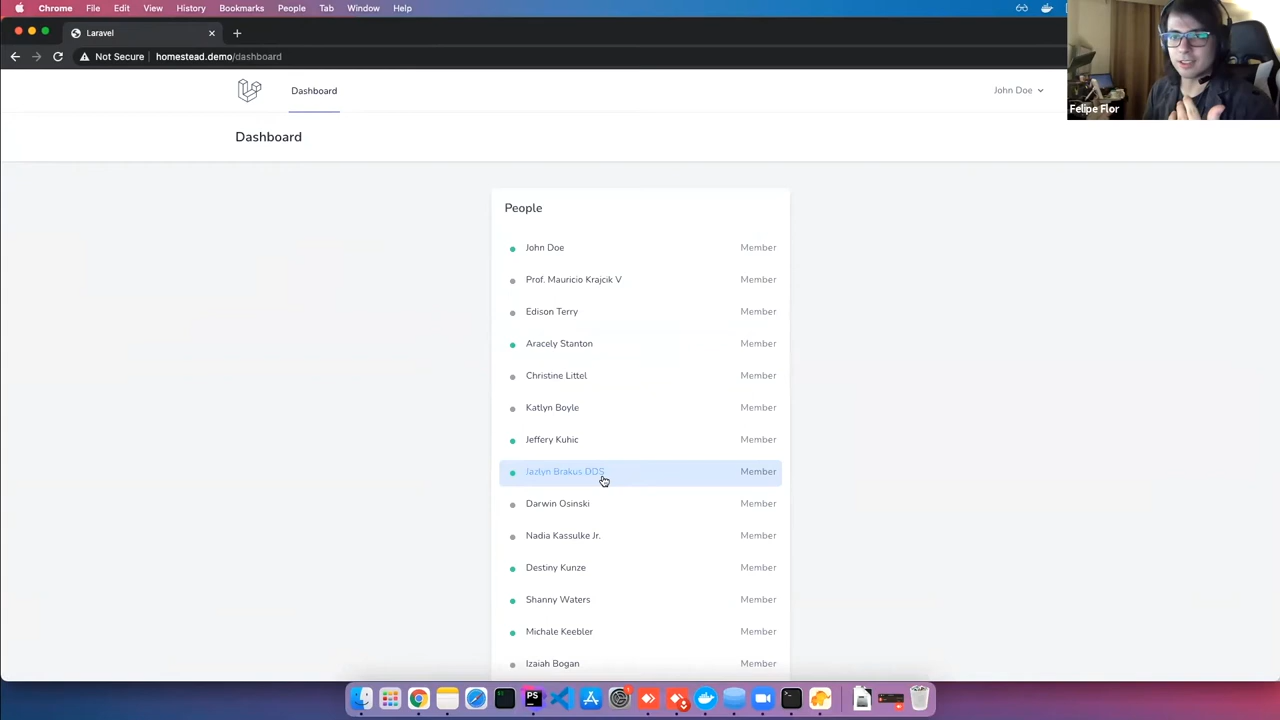 Chrome File Edit View History Bookmarks People Tab Window Help
Laravel
Not Secure homestead.demo/dashboard
Dashboard
John Doe
Felipe Flor
Dashboard
People
John Doe Member
Prof. Mauricio Krajcik V Member
Edison Terry Member
Aracely Stanton Member
Christine Littel Member
Katlyn Boyle Member
Jeffery Kuhic Member
Jazlyn Brakus DDS Member
Darwin Osinski Member
Nadia Kassulke Jr. Member
Destiny Kunze Member
Shanny Waters Member
Michale Keebler Member
Izaiah Bogan Member
PS